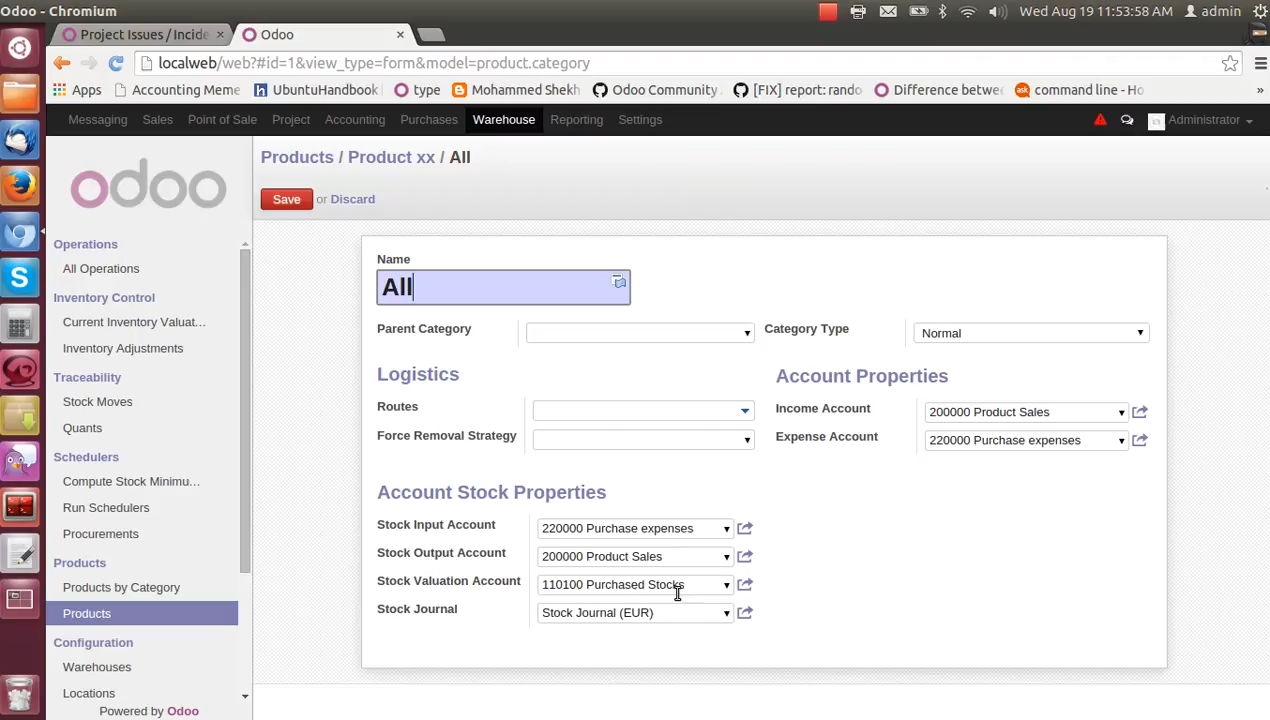 Odoo - Chromium
Wed Aug 19 11:53:58 AM admin
Project Issues / Incide
Odoo
localweb/web?#id=1&view_type=form&model=product.category
Apps Accounting Meme UbuntuHandbook type Mohammed Shekh Odoo Community [FIX] report: rando Difference betwe command line - Ho »
Messaging Sales Point of Sale Project Accounting Purchases Warehouse Reporting Settings Administrator
odoo
Operations
All Operations
Inventory Control
Current Inventory Valuat...
Inventory Adjustments
Traceability
Stock Moves
Quants
Schedulers
Compute Stock Minimu...
Run Schedulers
Procurements
Products
Products by Category
Products
Configuration
Warehouses
Locations
Powered by Odoo
Products / Product xx / All
Save or Discard
Name
All
Parent Category
Category Type Normal
Logistics
Routes
Force Removal Strategy
Account Properties
Income Account 200000 Product Sales
Expense Account 220000 Purchase expenses
Account Stock Properties
Stock Input Account 220000 Purchase expenses
Stock Output Account 200000 Product Sales
Stock Valuation Account 110100 Purchased Stocks
Stock Journal Stock Journal (EUR)